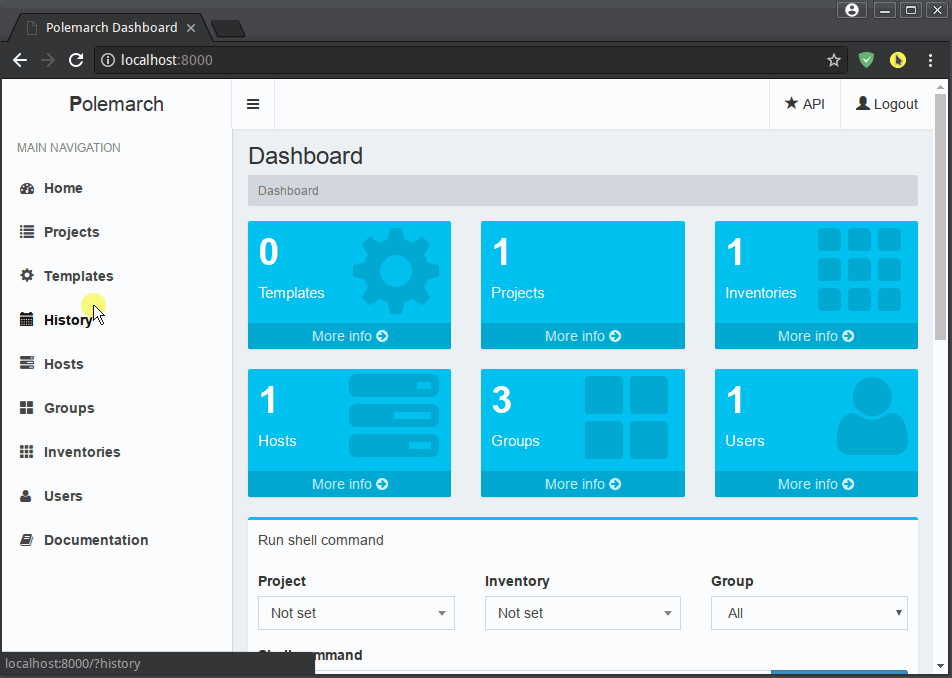 Polemarch Dashboard
localhost:8000
Polemarch
API
Logout
MAIN NAVIGATION
Home
Projects
Templates
History
Hosts
Groups
Inventories
Users
Documentation
Dashboard
Dashboard
0
Templates
More info
1
Projects
More info
1
Inventories
More info
1
Hosts
More info
3
Groups
More info
1
Users
More info
Run shell command
Project
Inventory
Group
Not set
Not set
All
localhost:8000/?history